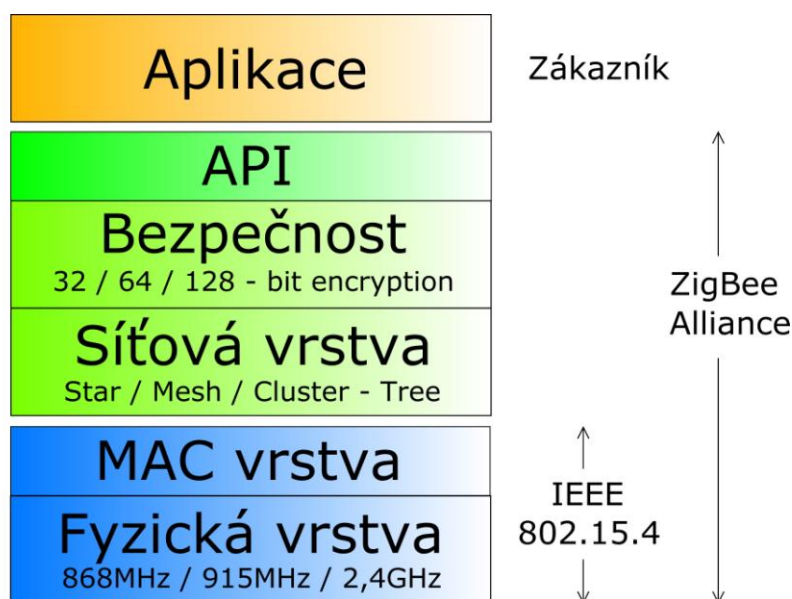 Aplikace
Zákazník
API
Bezpečnost
32 / 64 / 128 - bit encryption
Síťová vrstva
Star / Mesh / Cluster - Tree
ZigBee
Alliance
MAC vrstva
Fyzická vrstva
868MHz / 915MHz / 2,4GHz
IEEE
802.15.4